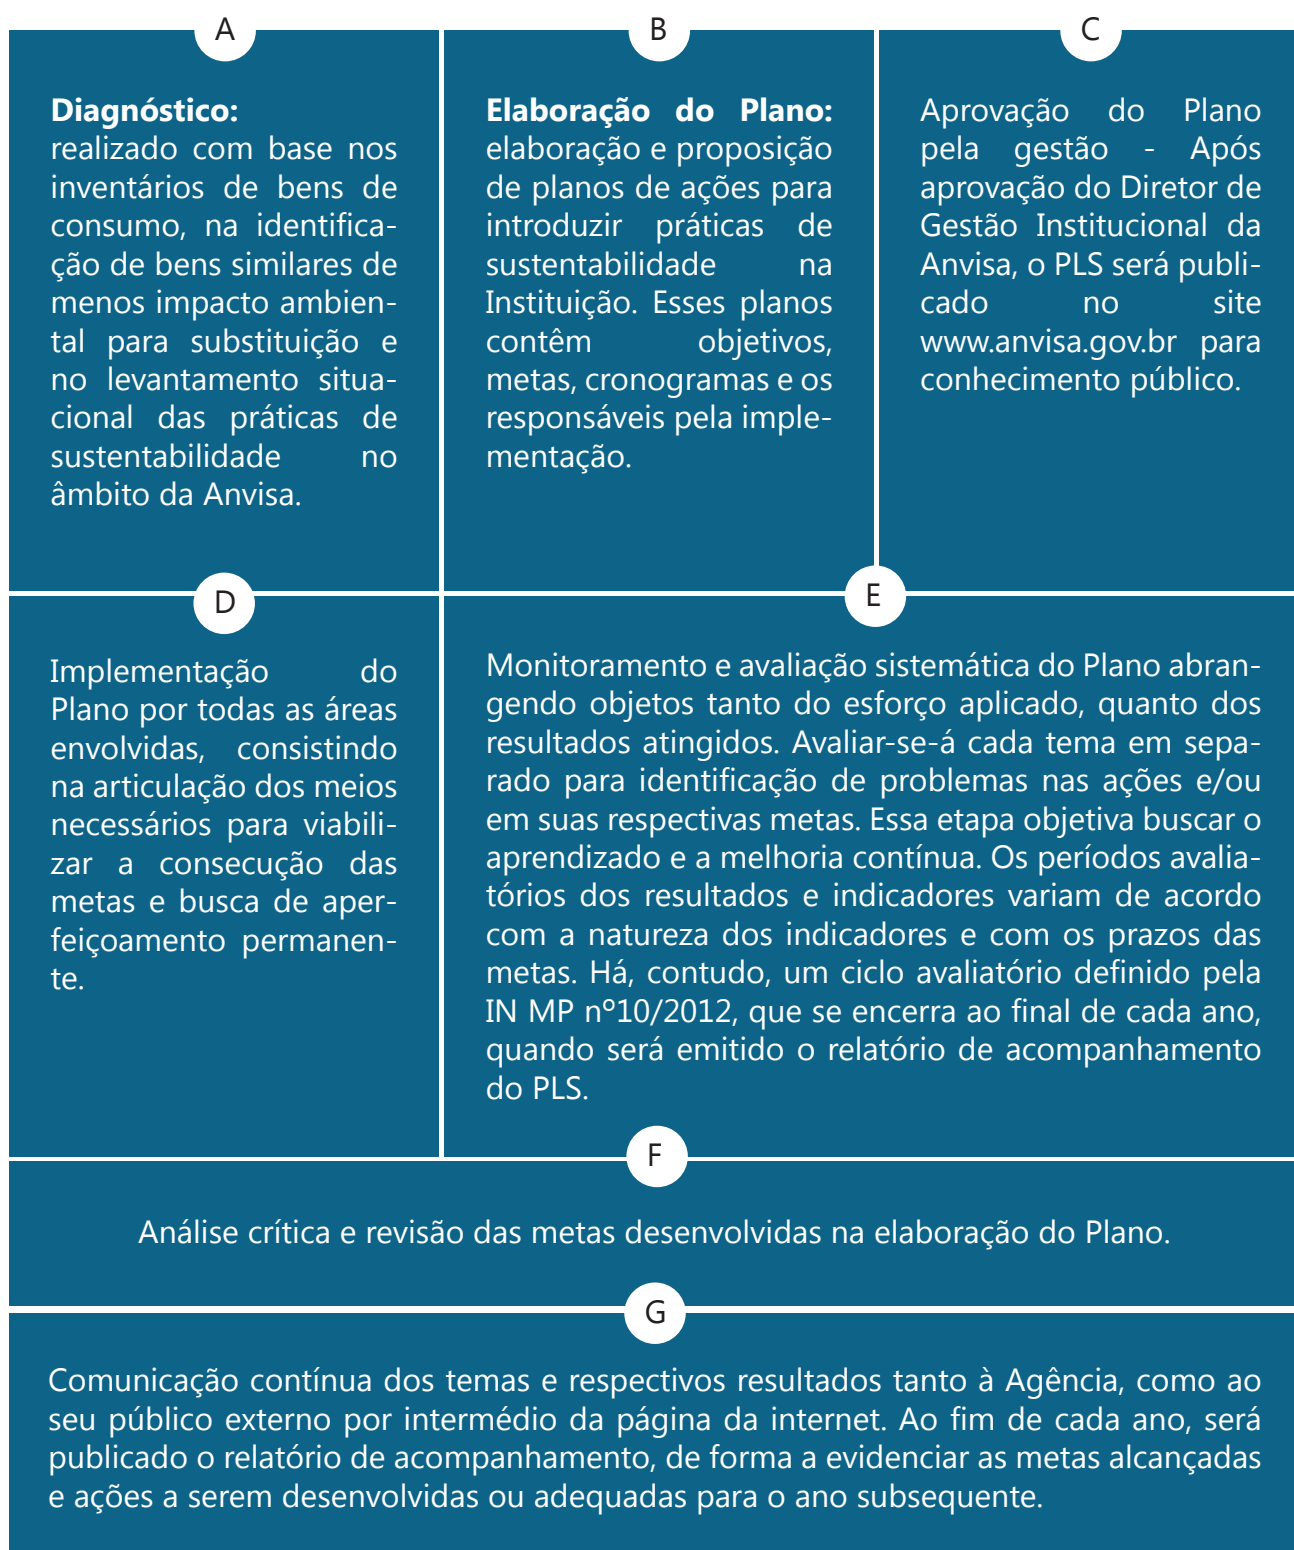 A
Diagnóstico:
realizado com base nos
inventários de bens de
consumo, na identifica-
ção de bens similares de
menos impacto ambien-
tal para substituição e
no levantamento situa-
cional das práticas de
sustentabilidade no
âmbito da Anvisa.
B
Elaboração do Plano:
elaboração e proposição
de planos de ações para
introduzir práticas de
sustentabilidade na
Instituição. Esses planos
contêm objetivos,
metas, cronogramas e os
responsáveis pela imple-
mentação.
C
Aprovação do Plano
pela gestão - Após
aprovação do Diretor de
Gestão Institucional da
Anvisa, o PLS será publi-
cado no site
www.anvisa.gov.br para
conhecimento público.
D
Implementação do
Plano por todas as áreas
envolvidas, consistindo
na articulação dos meios
necessários para viabili-
zar a consecução das
metas e busca de aper-
feiçoamento permanen-
te.
E
Monitoramento e avaliação sistemática do Plano abran-
gendo objetos tanto do esforço aplicado, quanto dos
resultados atingidos. Avaliar-se-á cada tema em sepa-
rado para identificação de problemas nas ações e/ou
em suas respectivas metas. Essa etapa objetiva buscar o
aprendizado e a melhoria contínua. Os períodos avalia-
tórios dos resultados e indicadores variam de acordo
com a natureza dos indicadores e com os prazos das
metas. Há, contudo, um ciclo avaliatório definido pela
IN MP nº10/2012, que se encerra ao final de cada ano,
quando será emitido o relatório de acompanhamento
do PLS.
F
Análise crítica e revisão das metas desenvolvidas na elaboração do Plano.
G
Comunicação contínua dos temas e respectivos resultados tanto à Agência, como ao
seu público externo por intermédio da página da internet. Ao fim de cada ano, será
publicado o relatório de acompanhamento, de forma a evidenciar as metas alcançadas
e ações a serem desenvolvidas ou adequadas para o ano subsequente.